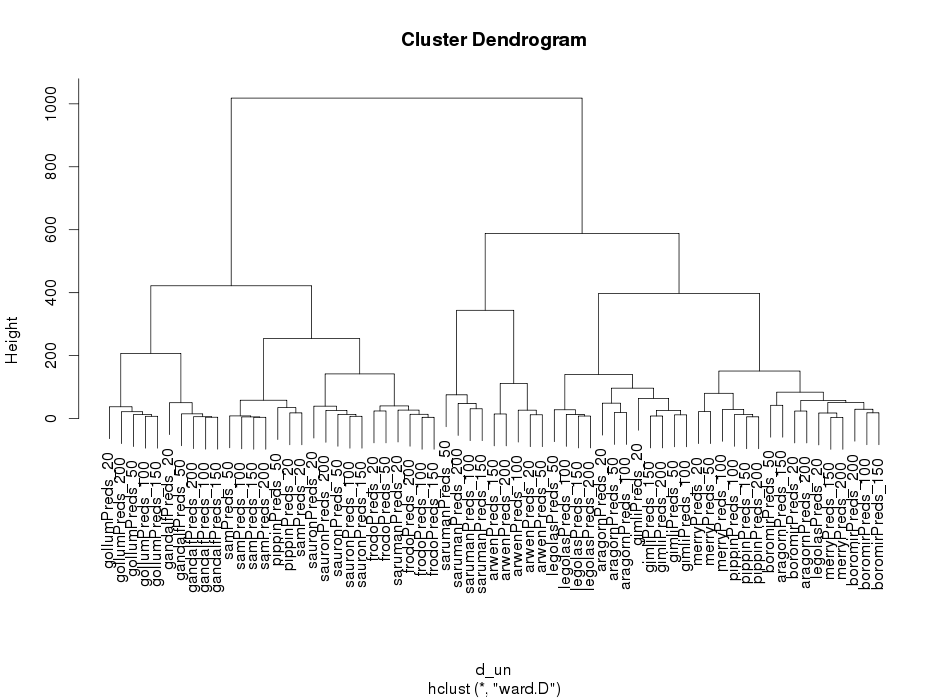 Cluster Dendrogram
Height
1000
800
600
400
200
0
gollumPreds_20
gollumPreds_200
gollumPreds_50
gollumPreds_100
gollumPreds_150
gandalfPreds_20
gandalfPreds_50
gandalfPreds_200
gandalfPreds_100
gandalfPreds_150
samPreds_50
samPreds_100
samPreds_150
samPreds_200
pippinPreds_50
pippinPreds_20
samPreds_20
sauronPreds_20
sauronPreds_200
sauronPreds_50
sauronPreds_100
sauronPreds_150
frodoPreds_20
frodoPreds_50
sarumanPreds_20
frodoPreds_200
frodoPreds_100
frodoPreds_150
sarumanPreds_50
sarumanPreds_200
sarumanPreds_100
sarumanPreds_150
arwenPreds_150
arwenPreds_200
arwenPreds_100
arwenPreds_20
arwenPreds_50
legolasPreds_50
legolasPreds_100
legolasPreds_150
legolasPreds_200
aragornPreds_20
aragornPreds_50
aragornPreds_100
gimliPreds_20
gimliPreds_150
gimliPreds_200
gimliPreds_50
gimliPreds_100
merryPreds_20
merryPreds_50
merryPreds_100
pippinPreds_100
pippinPreds_150
pippinPreds_200
boromirPreds_50
aragornPreds_150
boromirPreds_20
aragornPreds_200
legolasPreds_20
merryPreds_150
merryPreds_200
boromirPreds_200
boromirPreds_100
boromirPreds_150
d_un
hclust (*, "ward.D")